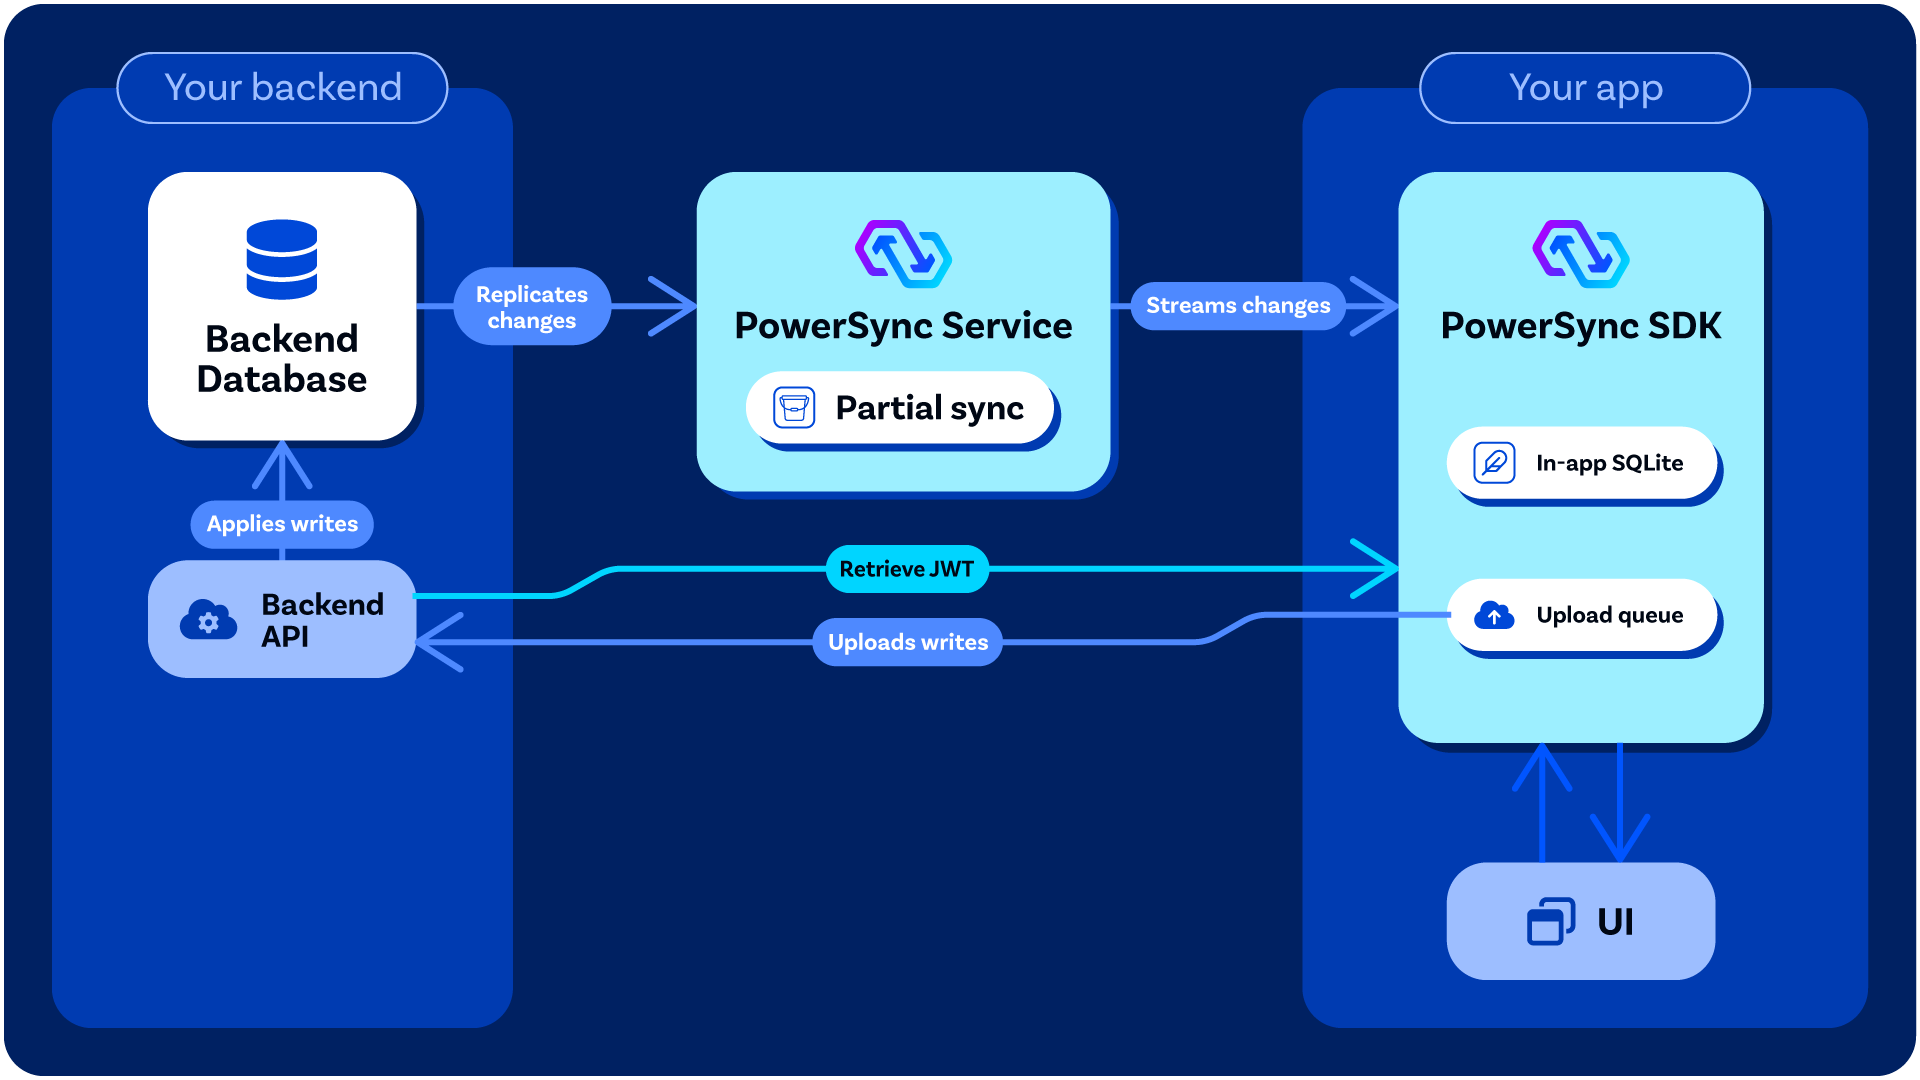 Your backend
Your app
Backend
Database
Replicates
changes
PowerSync Service
Partial sync
Streams changes
PowerSync SDK
In-app SQLite
Upload queue
Applies writes
Backend
API
Retrieve JWT
Uploads writes
UI